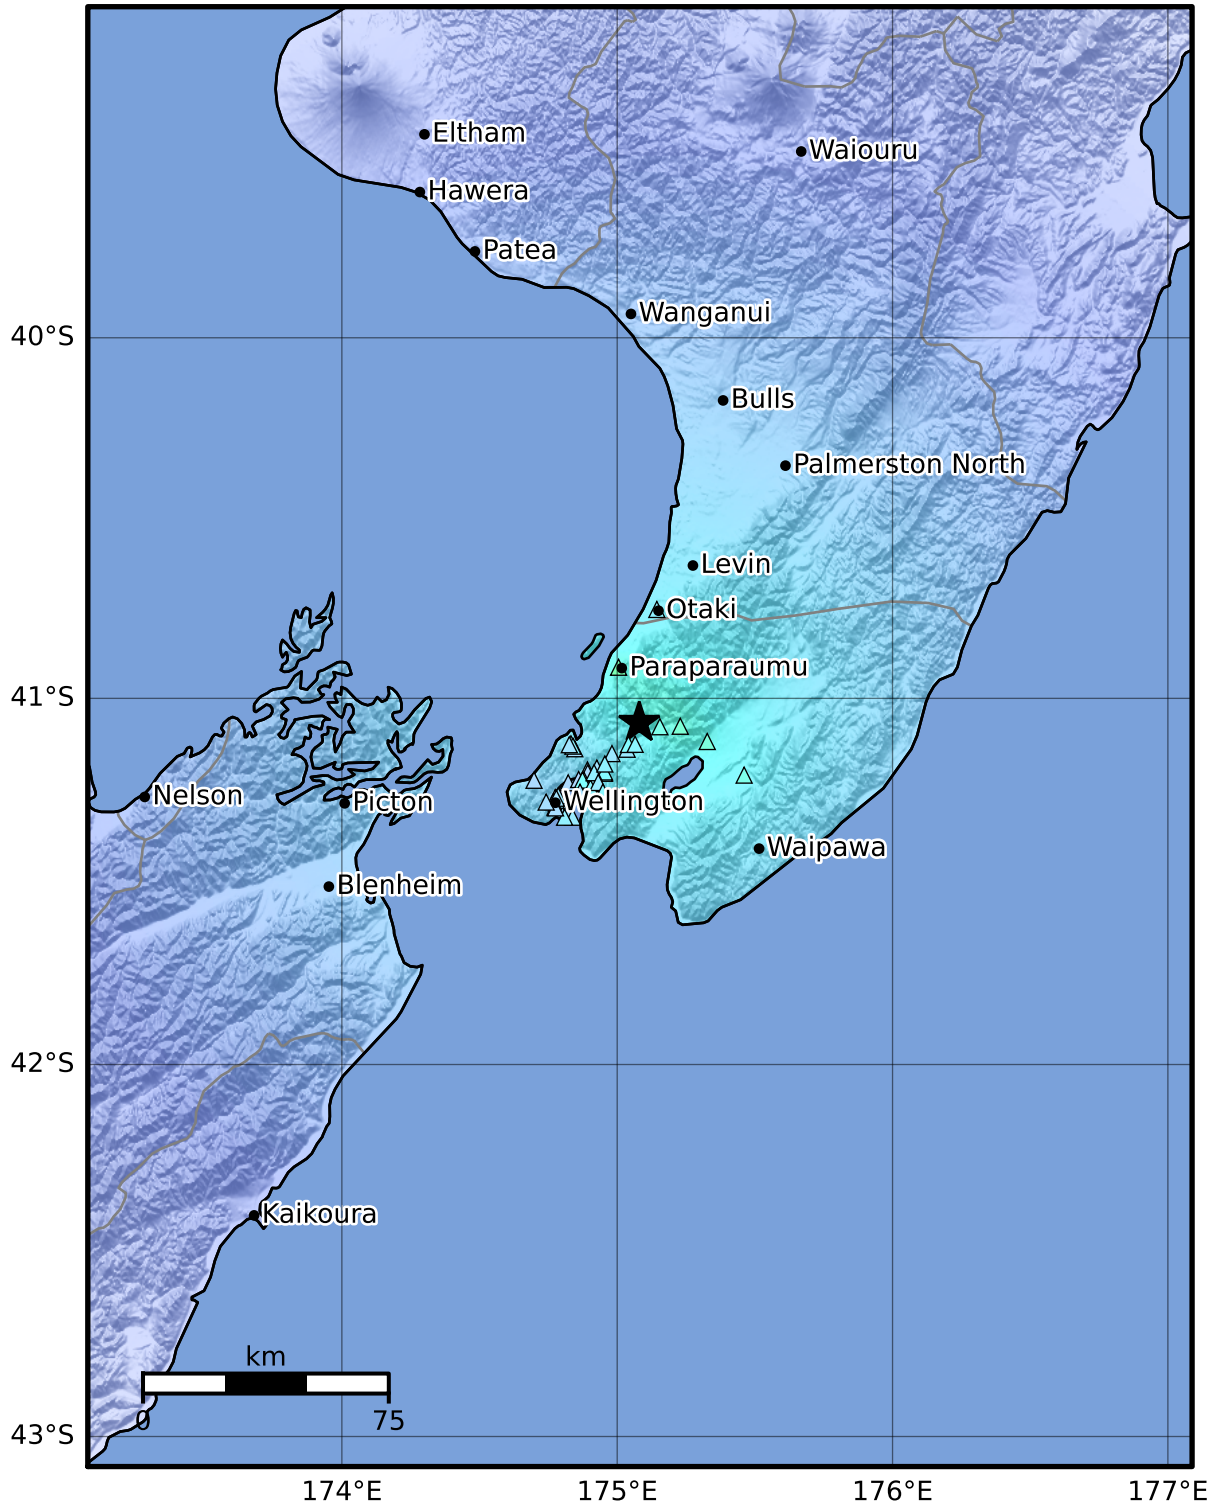 Eltham
Waiouru
Hawera
Patea
Wanganui
40°S
Bulls
Palmerston North
Levin
Otaki
Paraparaumu
41°S
Nelson
Picton
Wellington
Waipawa
Blenheim
42°S
Kaikoura
km
0 75
43°S
174°E 175°E 176°E 177°E